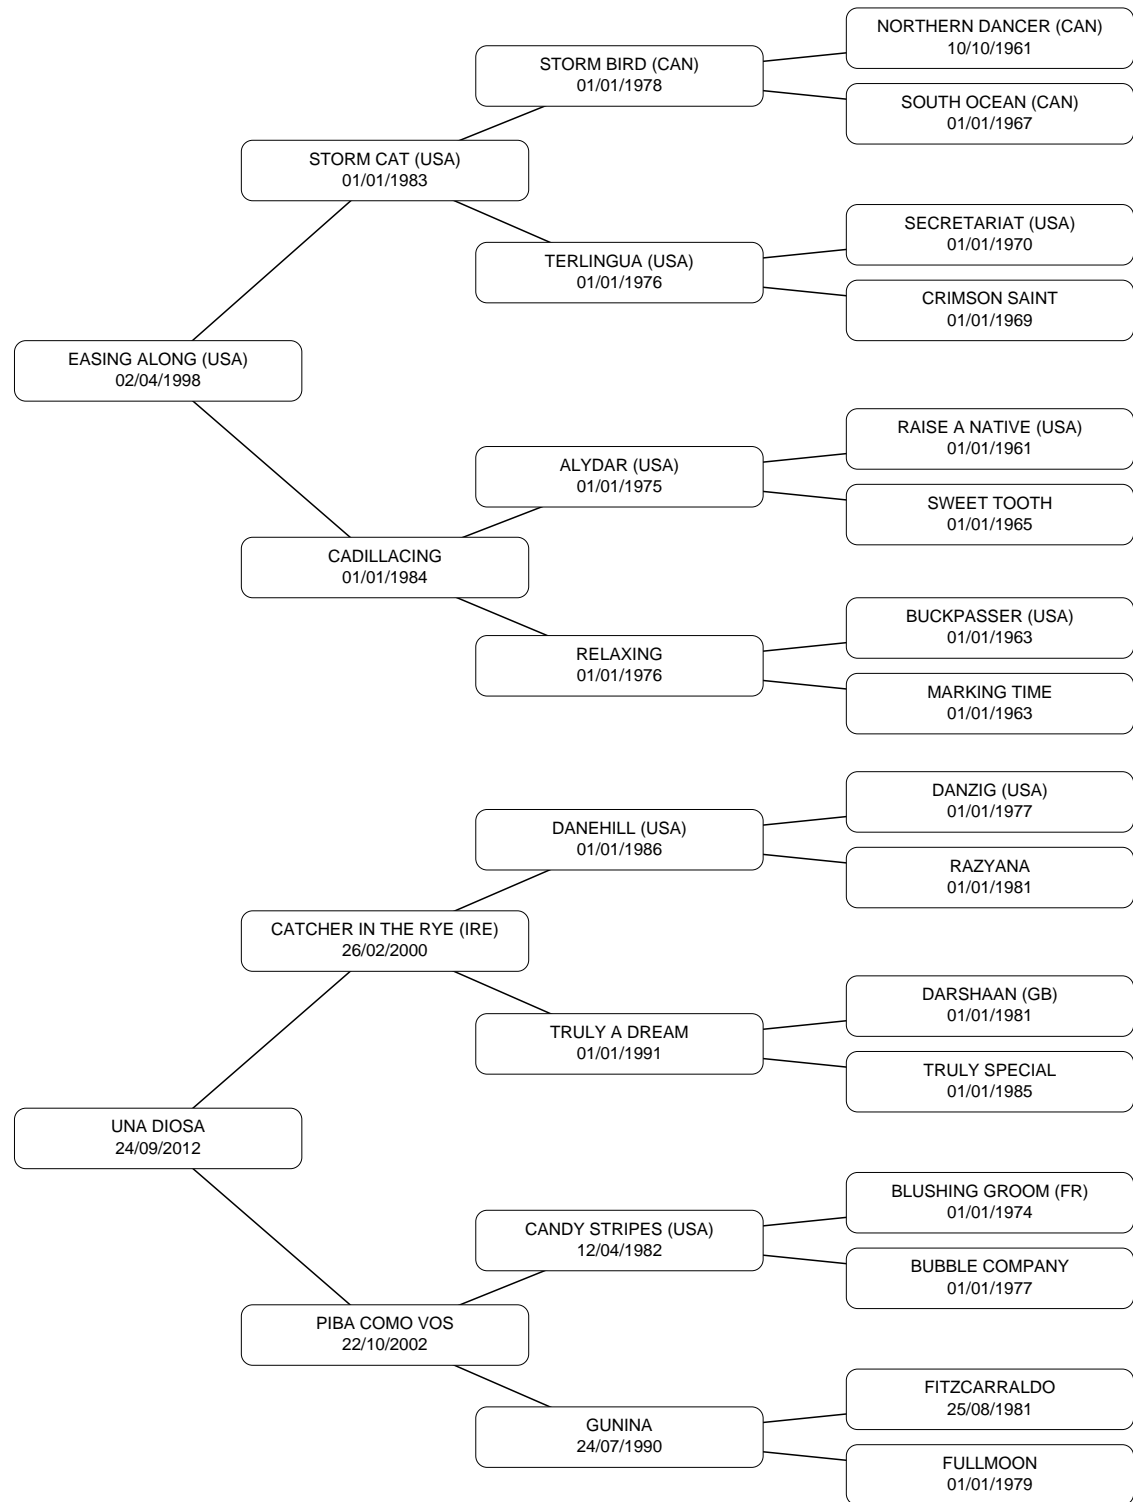 NORTHERN DANCER (CAN)
10/10/1961
STORM BIRD (CAN)
01/01/1978
SOUTH OCEAN (CAN)
01/01/1967
STORM CAT (USA)
01/01/1983
SECRETARIAT (USA)
01/01/1970
TERLINGUA (USA)
01/01/1976
CRIMSON SAINT
01/01/1969
EASING ALONG (USA)
02/04/1998
RAISE A NATIVE (USA)
01/01/1961
ALYDAR (USA)
01/01/1975
SWEET TOOTH
01/01/1965
CADILLACING
01/01/1984
BUCKPASSER (USA)
01/01/1963
RELAXING
01/01/1976
MARKING TIME
01/01/1963
DANZIG (USA)
01/01/1977
DANEHILL (USA)
01/01/1986
RAZYANA
01/01/1981
CATCHER IN THE RYE (IRE)
26/02/2000
DARSHAAN (GB)
01/01/1981
TRULY A DREAM
01/01/1991
TRULY SPECIAL
01/01/1985
UNA DIOSA
24/09/2012
BLUSHING GROOM (FR)
01/01/1974
CANDY STRIPES (USA)
12/04/1982
BUBBLE COMPANY
01/01/1977
PIBA COMO VOS
22/10/2002
FITZCARRALDO
25/08/1981
GUNINA
24/07/1990
FULLMOON
01/01/1979